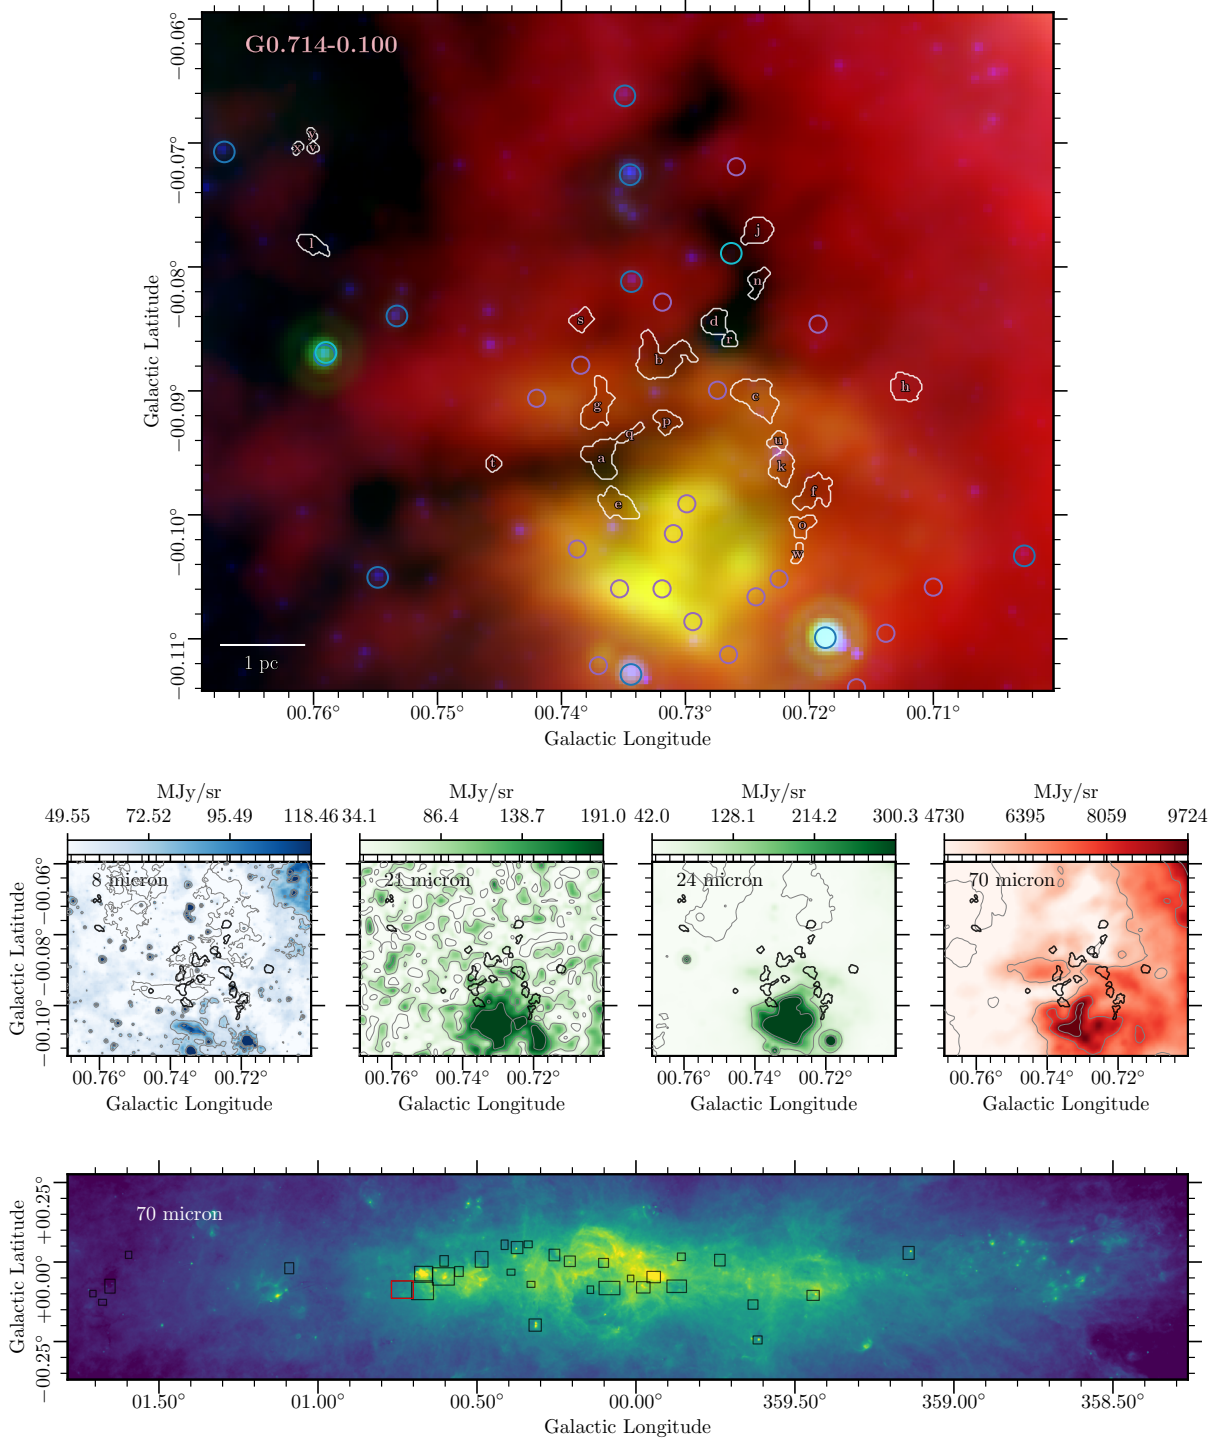 G0.714-0.100
−00.06°
−00.07°
−00.08°
−00.09°
−00.10°
−00.11°
Galactic Latitude
y
x v
l
j
n
s
d
r
b
h
g
c
p
q
u
a
k
t
f
e
o
w
1 pc
00.76° 00.75° 00.74° 00.73° 00.72° 00.71°
Galactic Longitude
MJy/sr MJy/sr MJy/sr MJy/sr
49.55 72.52 95.49 118.46 34.1 86.4 138.7 191.0 42.0 128.1 214.2 300.3 4730 6395 8059 9724
8 micron 21 micron 24 micron 70 micron
−00.06°
−00.08°
−00.10°
Galactic Latitude
00.76° 00.74° 00.72° 00.76° 00.74° 00.72° 00.76° 00.74° 00.72° 00.76° 00.74° 00.72°
Galactic Longitude Galactic Longitude Galactic Longitude Galactic Longitude
70 micron
+00.25°
+00.00°
−00.25°
Galactic Latitude
01.50° 01.00° 00.50° 00.00° 359.50° 359.00° 358.50°
Galactic Longitude